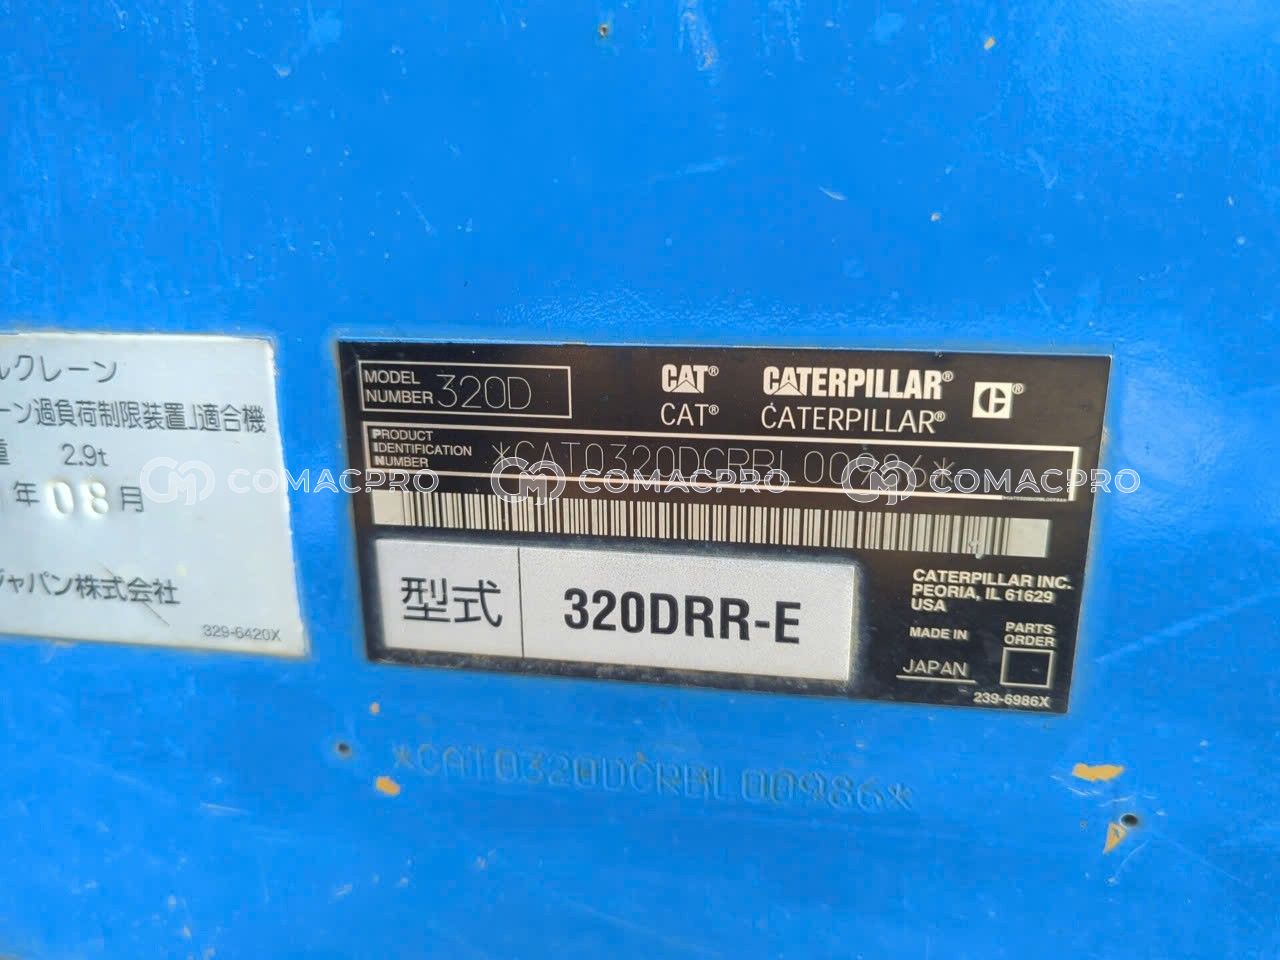 ルクレーン
ーン過負荷制限装置」適合機
重 2.9t
年 08 月
ジャパン株式会社
329-6420X
MODEL
NUMBER 320D
CAT® CATERPILLAR®
CAT® CATERPILLAR®
PRODUCT
IDENTIFICATION
NUMBER
*CAT0320DCRBL00986*
型式 320DRR-E
CATERPILLAR INC.
PEORIA, IL 61629
USA
MADE IN
JAPAN
PARTS
ORDER
239-6986X
*CAT0320DCRBL00986*
COMACPRO COMACPRO COMACPRO